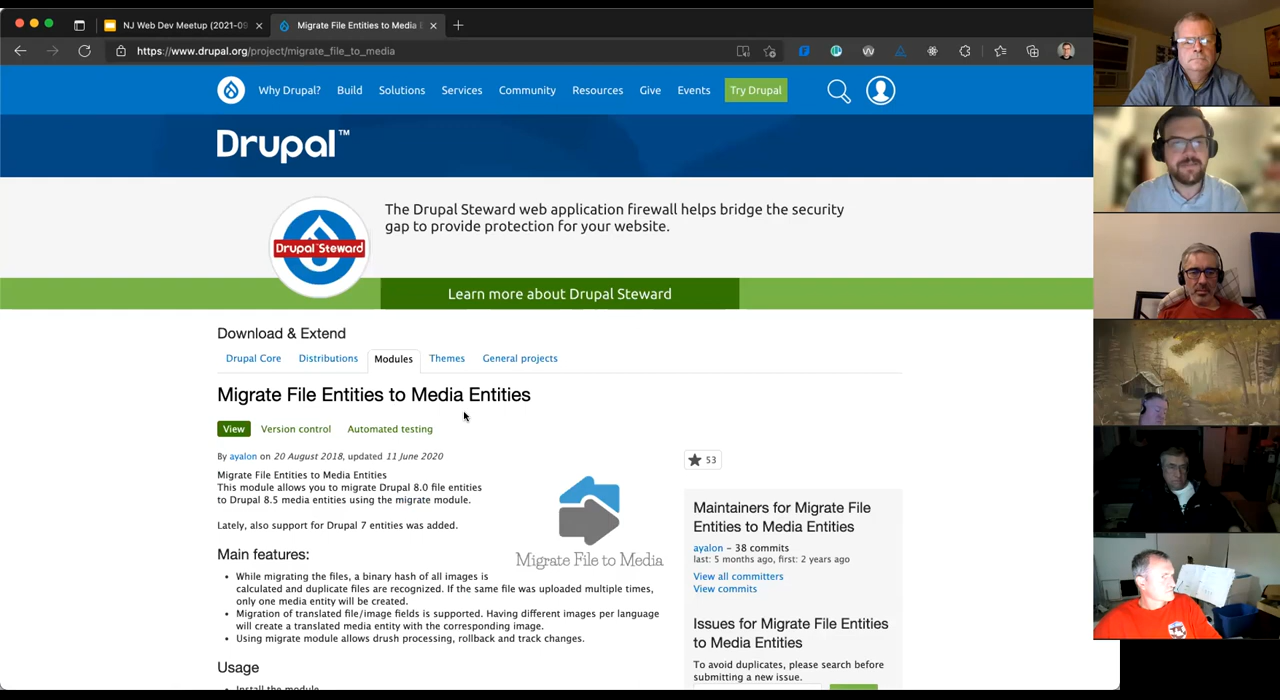 NJ Web Dev Meetup (2021-09
Migrate File Entities to Media E
https://www.drupal.org/project/migrate_file_to_media
Why Drupal?
Build
Solutions
Services
Community
Resources
Give
Events
Try Drupal
Drupal™
Drupal Steward
The Drupal Steward web application firewall helps bridge the security
gap to provide protection for your website.
Learn more about Drupal Steward
Download & Extend
Drupal Core
Distributions
Modules
Themes
General projects
Migrate File Entities to Media Entities
View
Version control
Automated testing
By ayalon on 20 August 2018, updated 11 June 2020
Migrate File Entities to Media Entities
This module allows you to migrate Drupal 8.0 file entities
to Drupal 8.5 media entities using the migrate module.
Lately, also support for Drupal 7 entities was added.
Migrate File to Media
Main features:
• While migrating the files, a binary hash of all images is
calculated and duplicate files are recognized. If the same file was uploaded multiple times,
only one media entity will be created.
• Migration of translated file/image fields is supported. Having different images per language
will create a translated media entity with the corresponding image.
• Using migrate module allows drush processing, rollback and track changes.
Usage
• Install the module
53
Maintainers for Migrate File
Entities to Media Entities
ayalon – 38 commits
last: 5 months ago, first: 2 years ago
View all committers
View commits
Issues for Migrate File Entities
to Media Entities
To avoid duplicates, please search before
submitting a new issue.